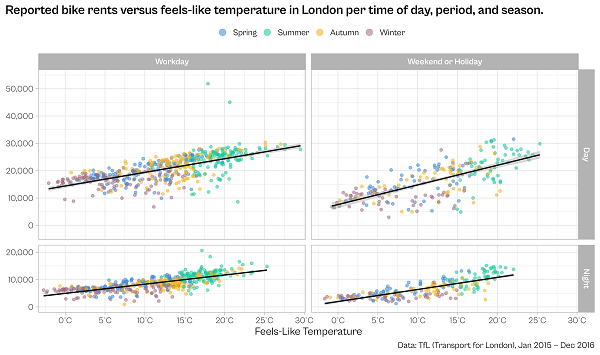 Reported bike rents versus feels-like temperature in London per time of day, period, and season.
Spring Summer Autumn Winter
Workday Weekend or Holiday
50,000
40,000
30,000
20,000
10,000
0
Day
20,000
10,000
0
Night
0˚C 5˚C 10˚C 15˚C 20˚C 25˚C 30˚C 0˚C 5˚C 10˚C 15˚C 20˚C 25˚C 30˚C
Feels-Like Temperature
Data: TfL (Transport for London), Jan 2015 – Dec 2016